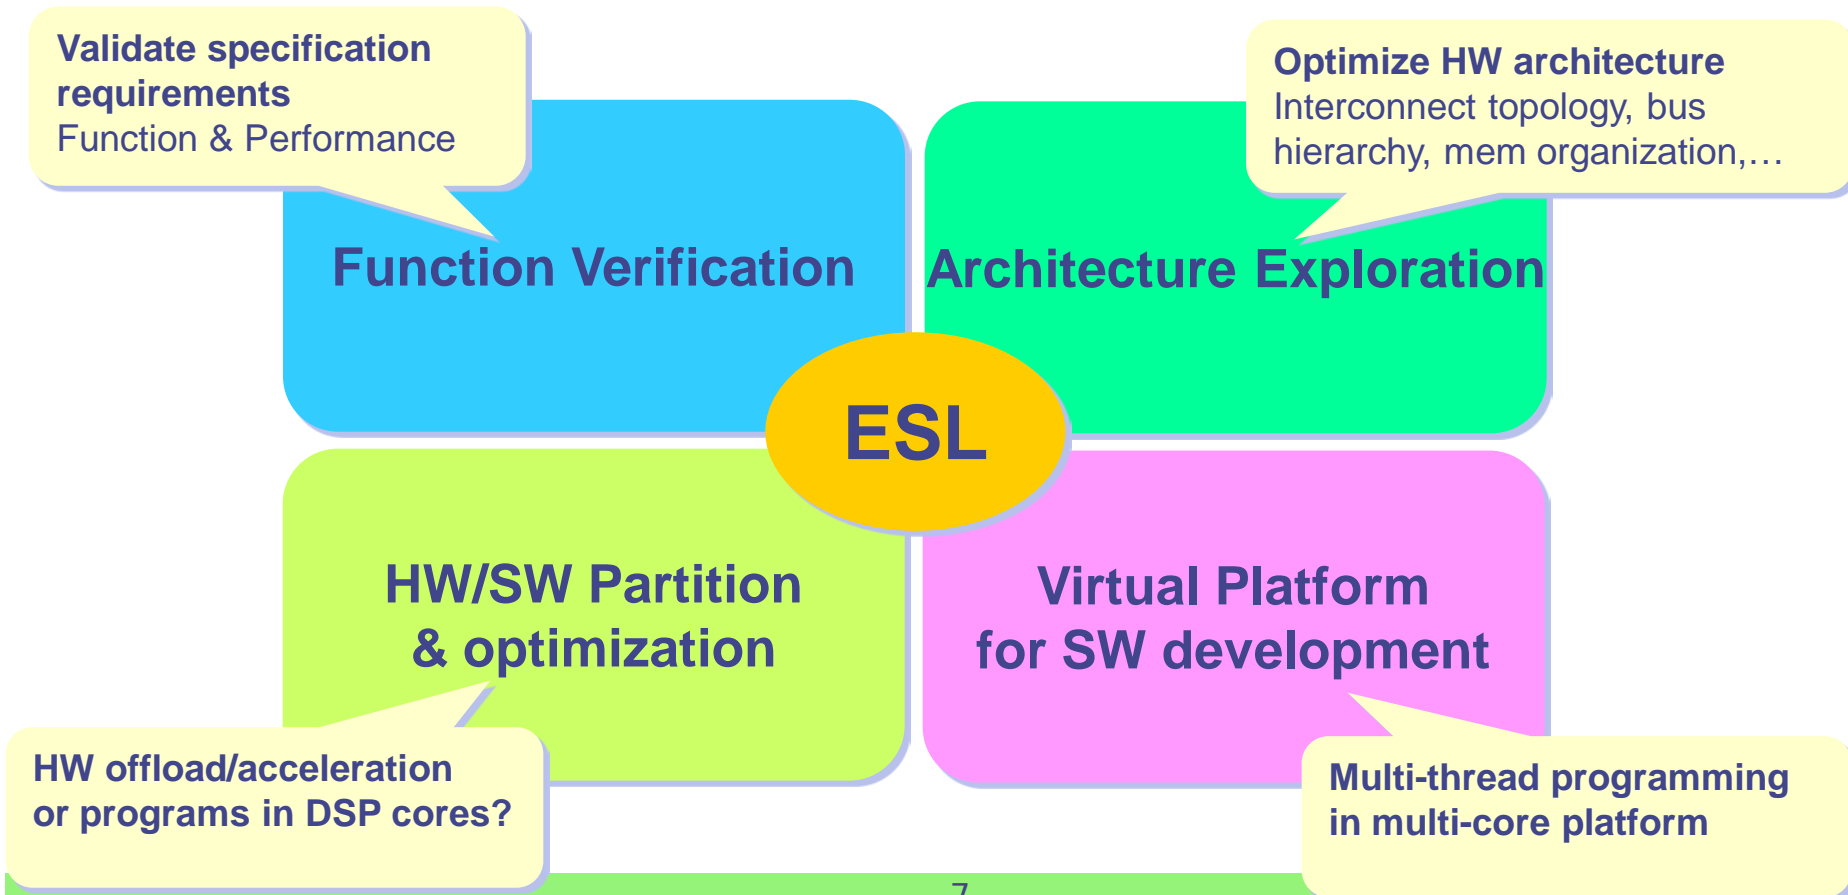 Validate specification
requirements
Function & Performance
Optimize HW architecture
Interconnect topology, bus
hierarchy, mem organization,…
Function Verification
Architecture Exploration
ESL
HW/SW Partition
& optimization
Virtual Platform
for SW development
HW offload/acceleration
or programs in DSP cores?
Multi-thread programming
in multi-core platform
7